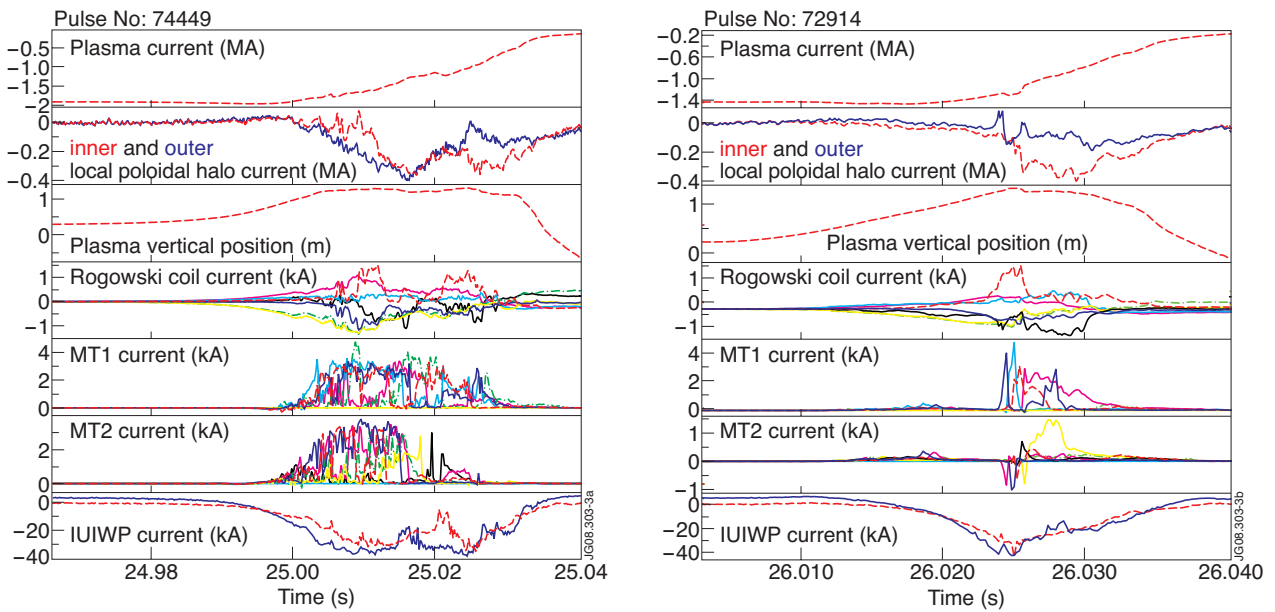 Pulse No: 74449
Plasma current (MA)
−0.5
−1.0
−1.5
−2
inner and outer
local poloidal halo current (MA)
0
−0.2
−0.4
Plasma vertical position (m)
1
0
Rogowski coil current (kA)
1
0
−1
MT1 current (kA)
4
2
0
MT2 current (kA)
2
0
IUIWP current (kA)
0
−20
−40
24.98
25.00
25.02
25.04
Time (s)
JG08.303-3a
Pulse No: 72914
Plasma current (MA)
−0.2
−0.6
−1.0
−1.4
inner and outer
local poloidal halo current (MA)
0
−0.2
−0.4
Plasma vertical position (m)
1
0
Rogowski coil current (kA)
1
0
−1
MT1 current (kA)
4
2
0
MT2 current (kA)
1
0
−1
IUIWP current (kA)
0
−20
−40
26.010
26.020
26.030
26.040
Time (s)
JG08.303-3b